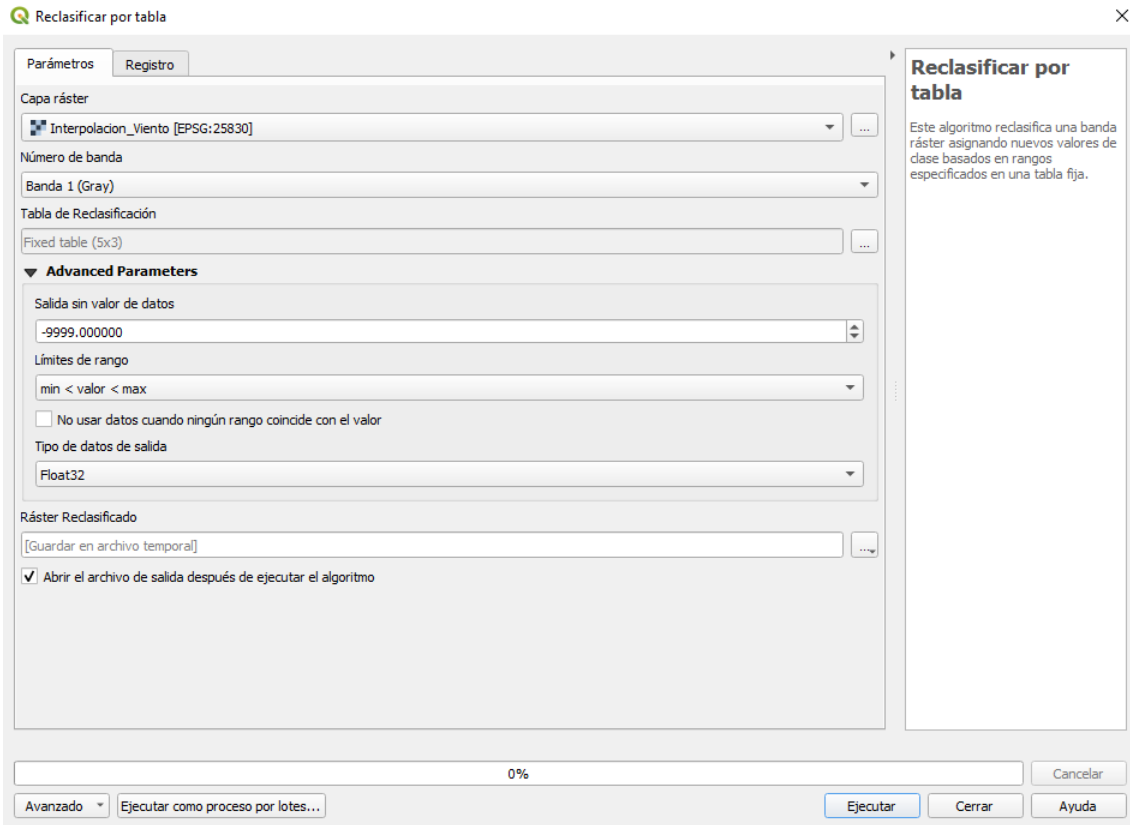 Reclasificar por tabla
Parámetros
Registro
Capa ráster
Interpolacion_Viento [EPSG:25830]
...
Número de banda
Banda 1 (Gray)
Tabla de Reclasificación
Fixed table (5x3)
...
Advanced Parameters
Salida sin valor de datos
-9999.000000
Límites de rango
min < valor < max
No usar datos cuando ningún rango coincide con el valor
Tipo de datos de salida
Float32
Ráster Reclasificado
[Guardar en archivo temporal]
...
Abrir el archivo de salida después de ejecutar el algoritmo
Reclasificar por
tabla
Este algoritmo reclasifica una banda
ráster asignando nuevos valores de
clase basados en rangos
especificados en una tabla fija.
0%
Cancelar
Avanzado
Ejecutar como proceso por lotes...
Ejecutar
Cerrar
Ayuda